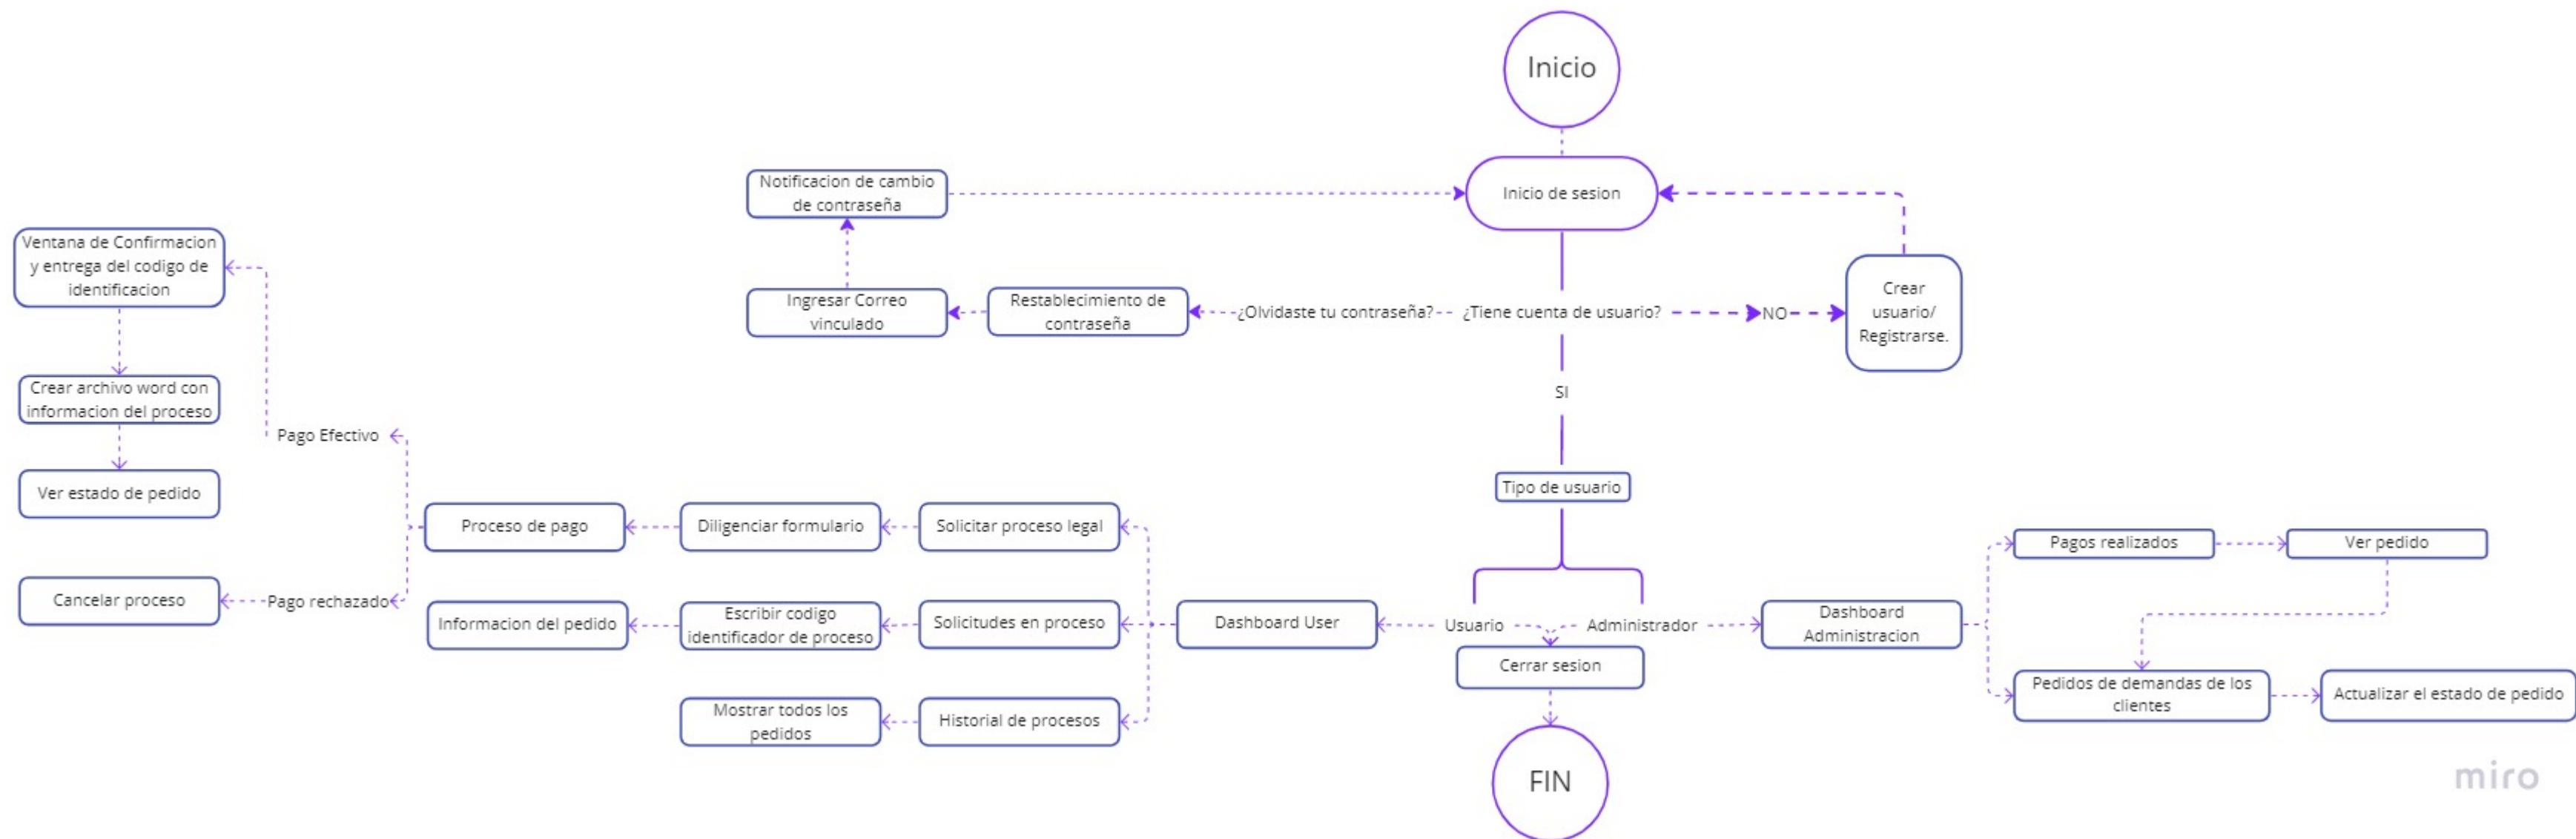 Inicio
Notificacion de cambio
de contraseña
Inicio de sesion
Ventana de Confirmacion
y entrega del codigo de
identificacion
Ingresar Correo
vinculado
Restablecimiento de
contraseña
¿Olvidaste tu contraseña?
¿Tiene cuenta de usuario?
NO
Crear
usuario/
Registrarse.
Crear archivo word con
informacion del proceso
SI
Pago Efectivo
Ver estado de pedido
Tipo de usuario
Proceso de pago
Diligenciar formulario
Solicitar proceso legal
Pagos realizados
Ver pedido
Cancelar proceso
Pago rechazado
Informacion del pedido
Escribir codigo
identificador de proceso
Solicitudes en proceso
Dashboard User
Usuario
Administrador
Dashboard
Administracion
Cerrar sesion
Mostrar todos los
pedidos
Historial de procesos
Pedidos de demandas de los
clientes
Actualizar el estado de pedido
FIN
miro